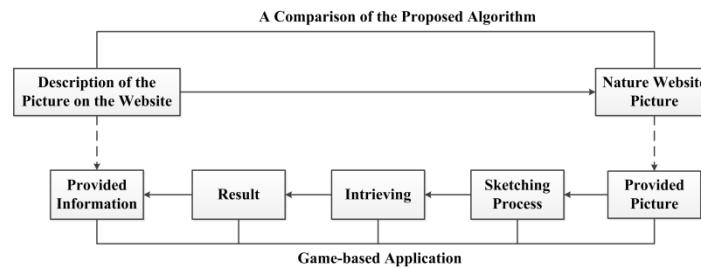 A Comparison of the Proposed Algorithm
Description of the
Picture on the Website
Nature Website
Picture
Provided
Information
Result
Intrieving
Sketching
Process
Provided
Picture
Game-based Application